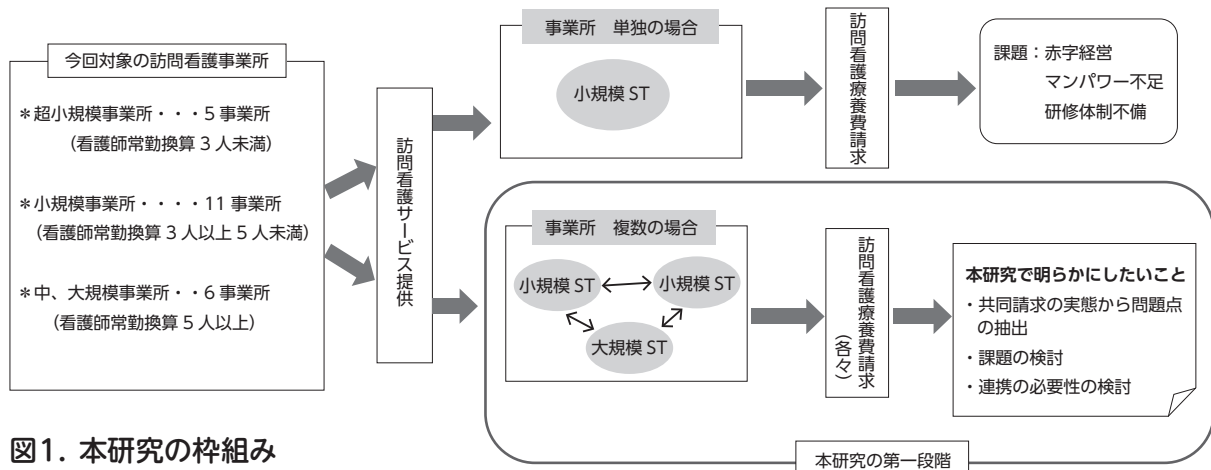 今回対象の訪問看護事業所
＊超小規模事業所・・・5 事業所
（看護師常勤換算 3 人未満）
＊小規模事業所・・・・11 事業所
（看護師常勤換算 3 人以上 5 人未満）
＊中、大規模事業所・・6 事業所
（看護師常勤換算 5 人以上）
訪問看護サービス提供
事業所　単独の場合
小規模 ST
訪問看護療養費請求
課題：赤字経営
マンパワー不足
研修体制不備
事業所　複数の場合
小規模 ST
小規模 ST
大規模 ST
訪問看護療養費請求
（各々）
本研究で明らかにしたいこと
・共同請求の実態から問題点
の抽出
・課題の検討
・連携の必要性の検討
本研究の第一段階
図1. 本研究の枠組み